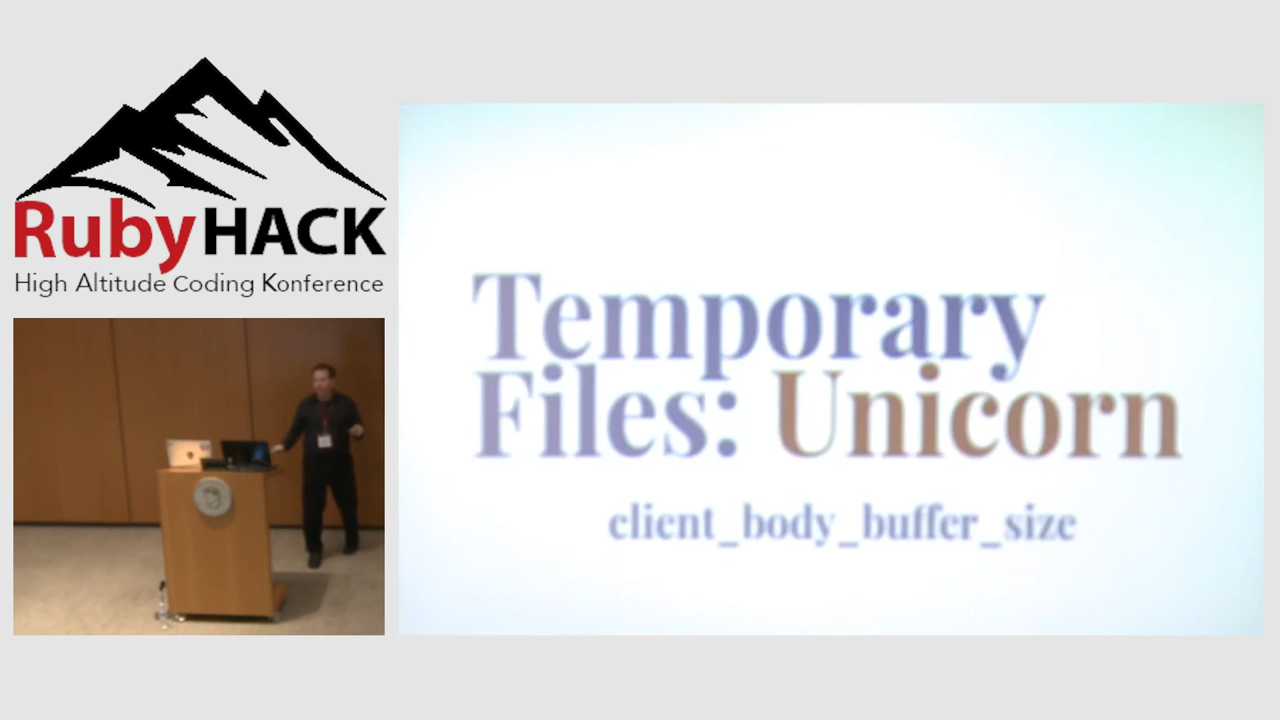 RubyHACK
High Altitude Coding Konference
Temporary
Files: Unicorn
client_body_buffer_size